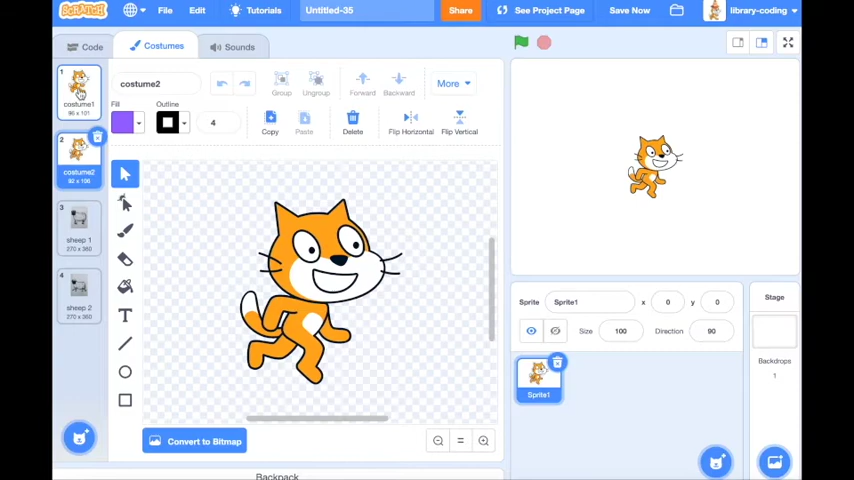 SCRATCH File Edit Tutorials Untitled-35 Share See Project Page Save Now library-coding
Code Costumes Sounds
1
costume1
95 x 101
2
costume2
92 x 106
3
sheep 1
270 x 360
4
sheep 2
270 x 360
costume2
Group Ungroup Forward Backward More
Fill Outline
4
Copy Paste Delete Flip Horizontal Flip Vertical
T
Convert to Bitmap
=
Backpack
Sprite Sprite1 x 0 y 0
Size 100 Direction 90
Sprite1
Stage
Backdrops
1